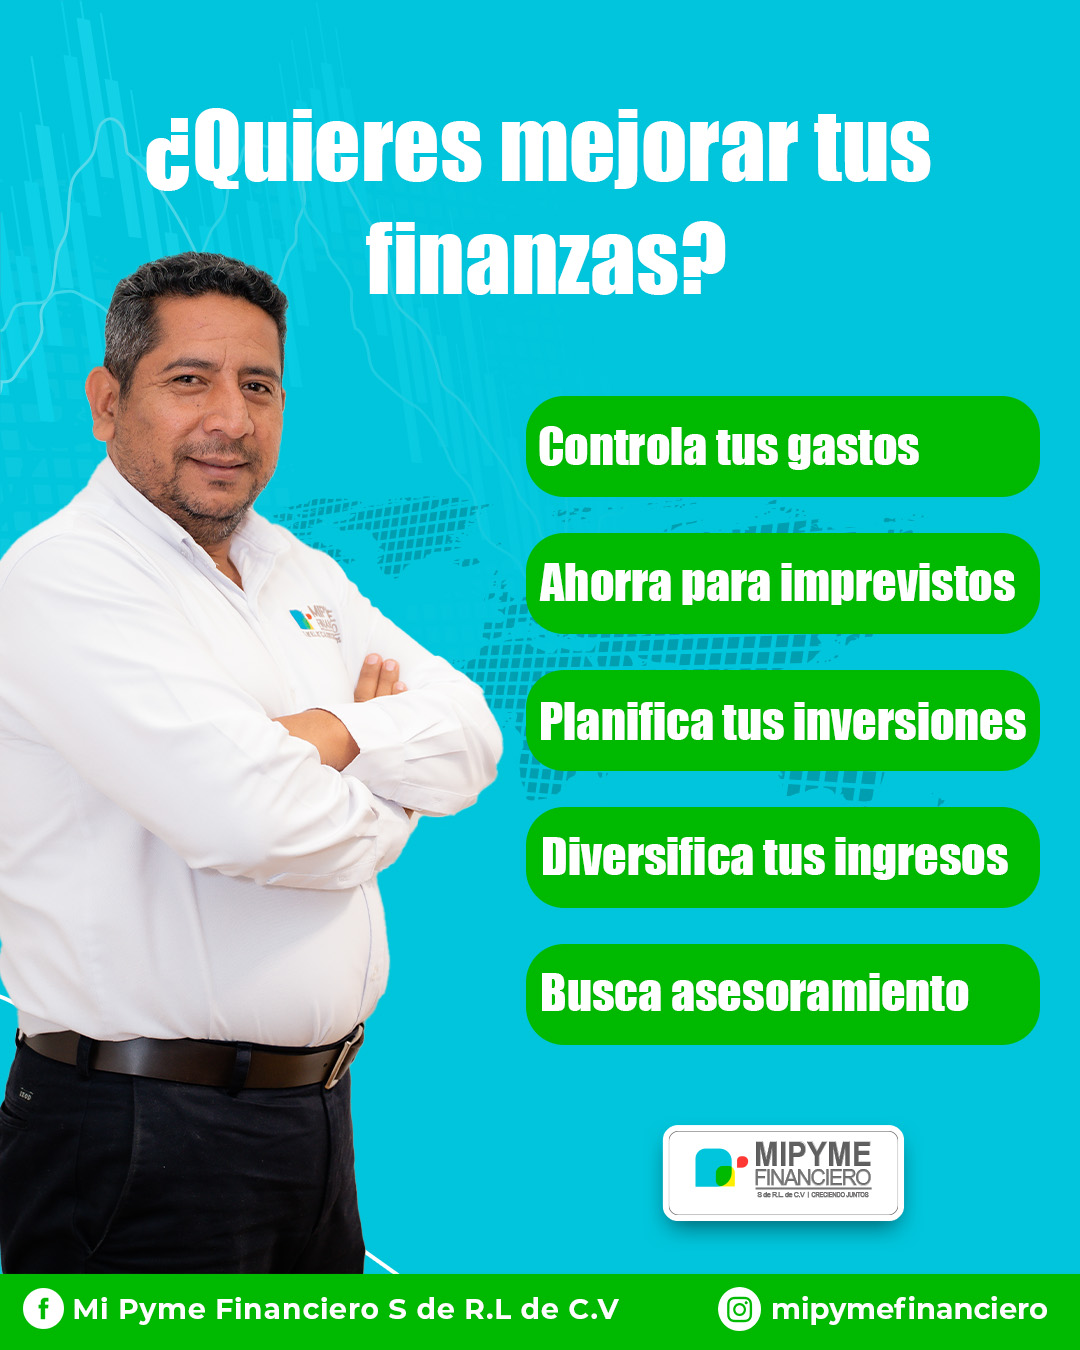 ¿Quieres mejorar tus
finanzas?
Controla tus gastos
Ahorra para imprevistos
MIPYME
Planifica tus inversiones
Diversifica tus ingresos
Busca asesoramiento
MIPYME
FINANCIERO
S de R.L. de C.V | CRECIENDO JUNTOS
Mi Pyme Financiero S de R.L de C.V
mipymefinanciero